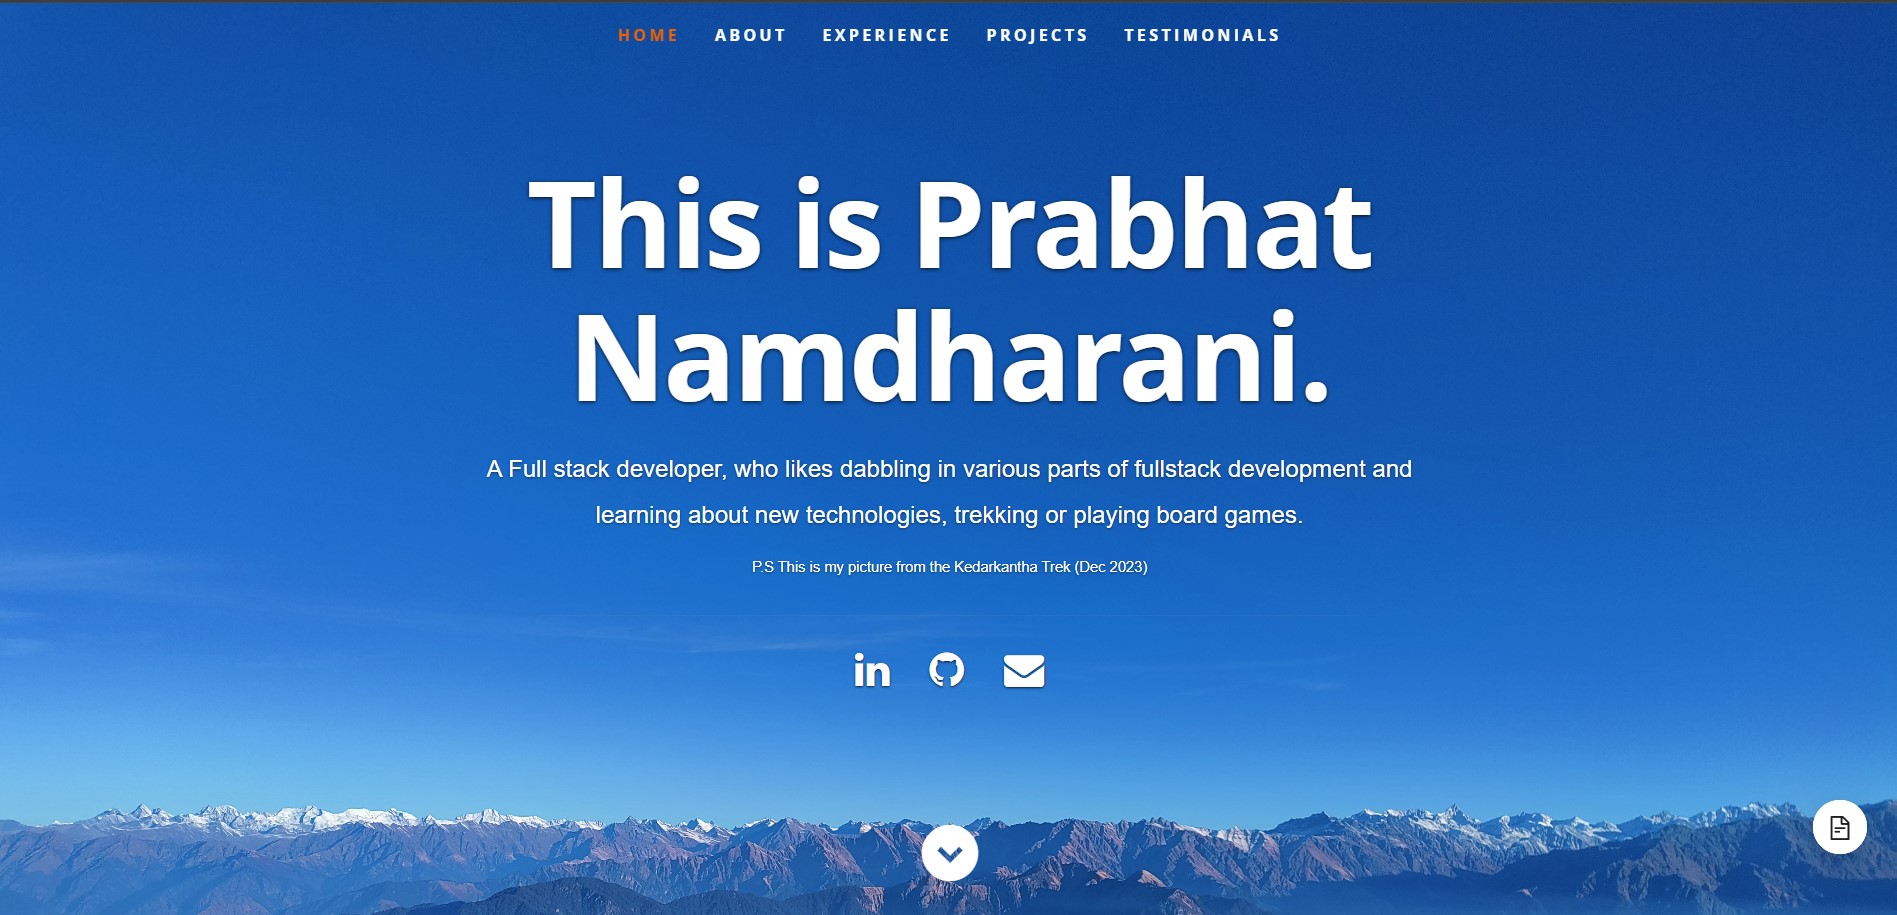 HOME ABOUT EXPERIENCE PROJECTS TESTIMONIALS
This is Prabhat
Namdharani.
A Full stack developer, who likes dabbling in various parts of fullstack development and
learning about new technologies, trekking or playing board games.
P.S This is my picture from the Kedarkantha Trek (Dec 2023)
in